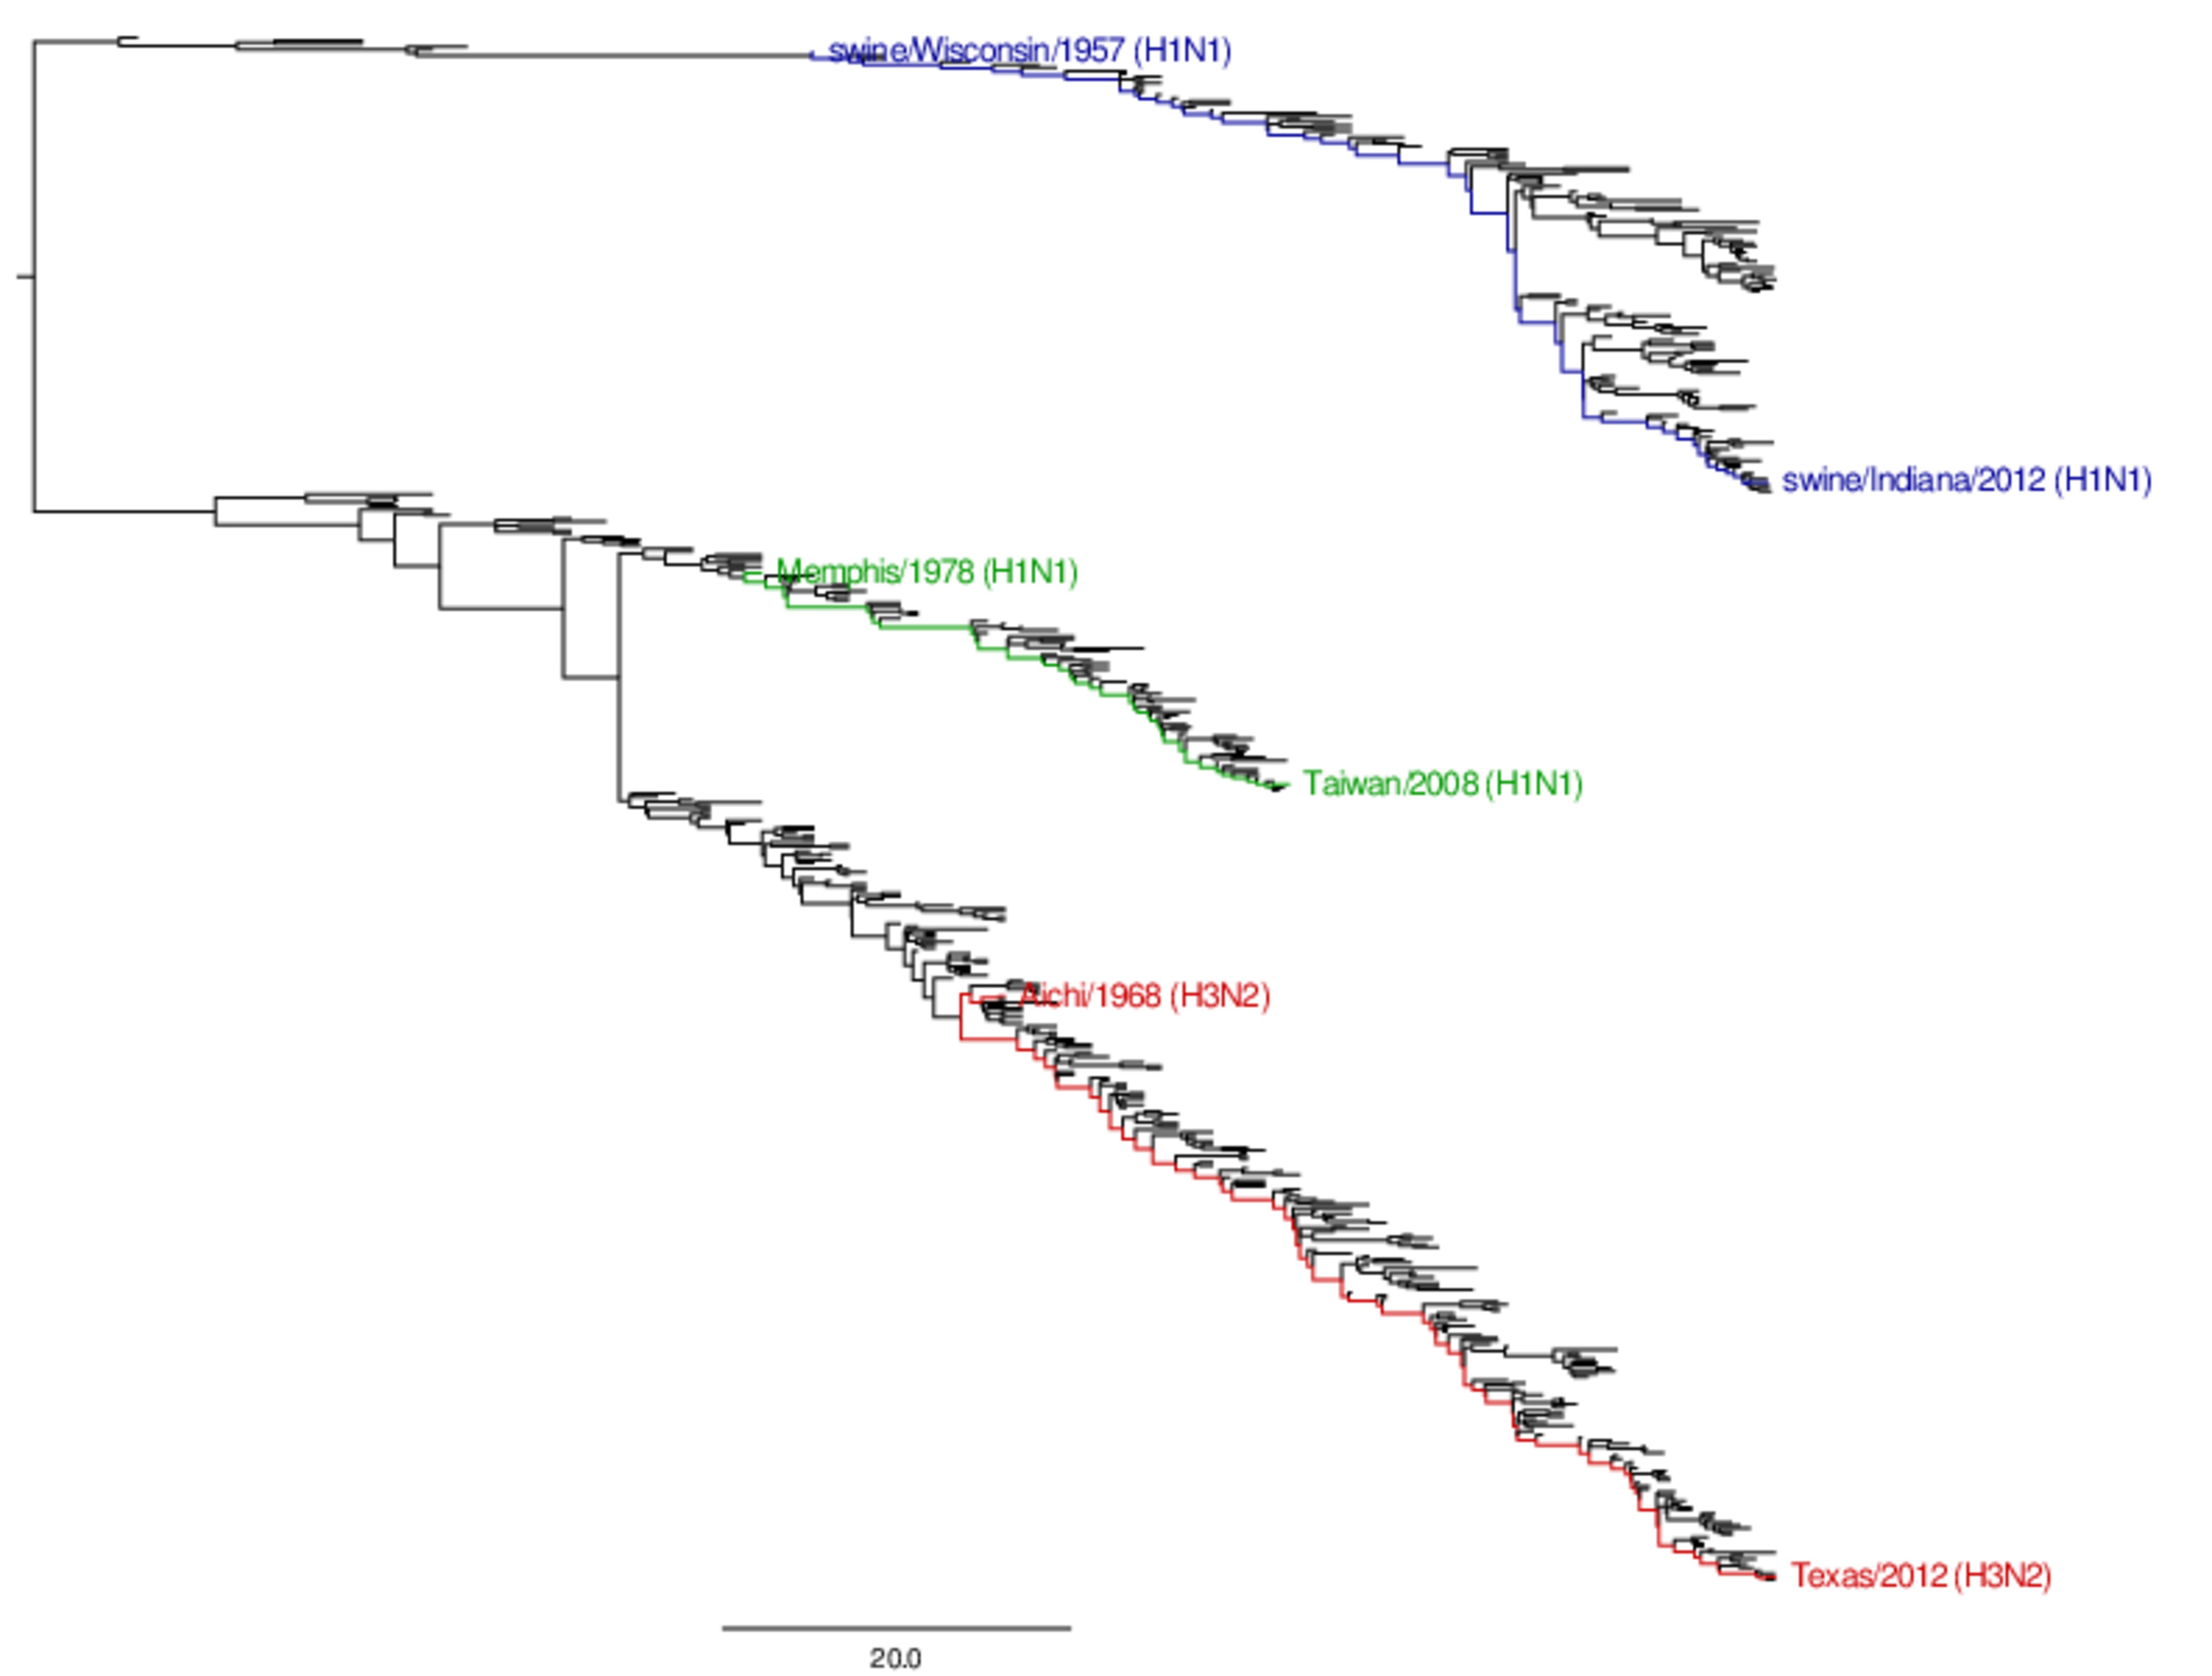 swine/Wisconsin/1957 (H1N1)
swine/Indiana/2012 (H1N1)
Memphis/1978 (H1N1)
Taiwan/2008 (H1N1)
Aichi/1968 (H3N2)
Texas/2012 (H3N2)
20.0